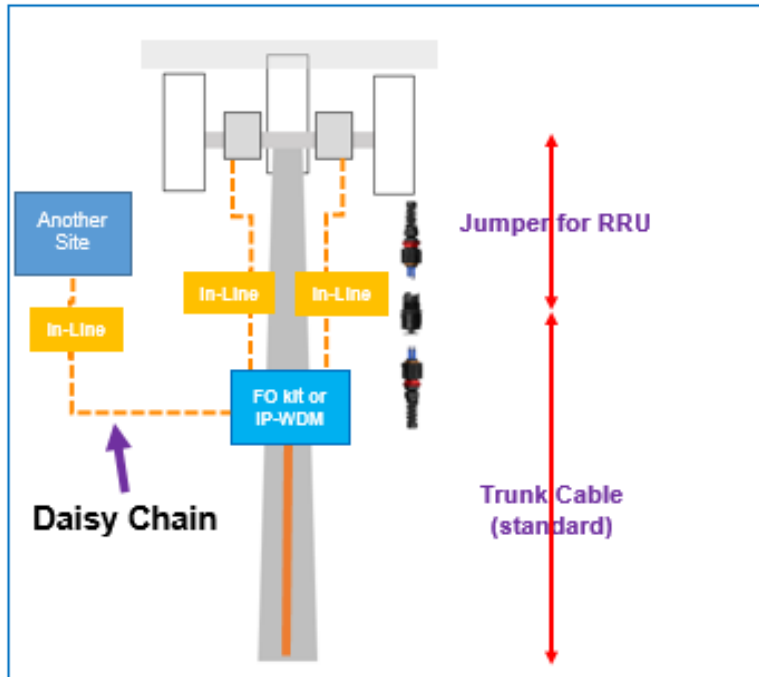 Another
Site
Jumper for RRU
In-Line
In-Line
In-Line
FO kit or
IP-WDM
Daisy Chain
Trunk Cable
(standard)